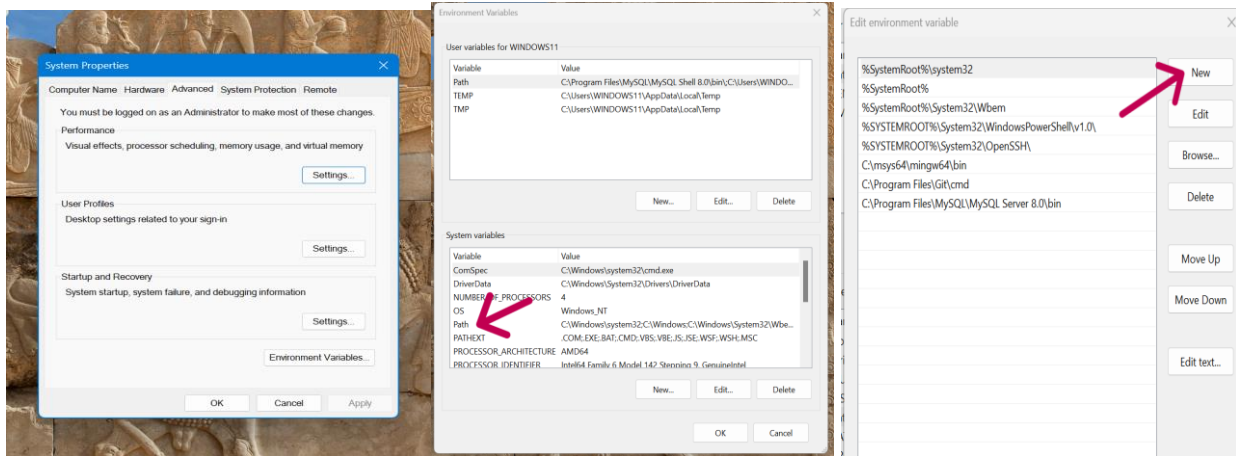 System Properties
Computer Name Hardware Advanced System Protection Remote
You must be logged on as an Administrator to make most of these changes.
Performance
Visual effects, processor scheduling, memory usage, and virtual memory
Settings...
User Profiles
Desktop settings related to your sign-in
Settings...
Startup and Recovery
System startup, system failure, and debugging information
Settings...
Environment Variables...
OK Cancel Apply
Environment Variables
User variables for WINDOWS11
Variable Value
Path C:\Program Files\MySQL\MySQL Shell 8.0\bin\;C:\Users\WINDO...
TEMP C:\Users\WINDOWS11\AppData\Local\Temp
TMP C:\Users\WINDOWS11\AppData\Local\Temp
New... Edit... Delete
System variables
Variable Value
ComSpec C:\Windows\system32\cmd.exe
DriverData C:\Windows\System32\Drivers\DriverData
NUMBER_OF_PROCESSORS 4
OS Windows_NT
Path C:\Windows\system32;C:\Windows;C:\Windows\System32\Wbe...
PATHEXT .COM;.EXE;.BAT;.CMD;.VBS;.VBE;.JS;.JSE;.WSF;.WSH;.MSC
PROCESSOR_ARCHITECTURE AMD64
PROCESSOR_IDENTIFIER Intel64 Family 6 Model 142 Stepping 9, GenuineIntel
New... Edit... Delete
OK Cancel
Edit environment variable
%SystemRoot%\system32
%SystemRoot%
%SystemRoot%\System32\Wbem
%SYSTEMROOT%\System32\WindowsPowerShell\v1.0\
%SYSTEMROOT%\System32\OpenSSH\
C:\msys64\mingw64\bin
C:\Program Files\Git\cmd
C:\Program Files\MySQL\MySQL Server 8.0\bin
New
Edit
Browse...
Delete
Move Up
Move Down
Edit text...